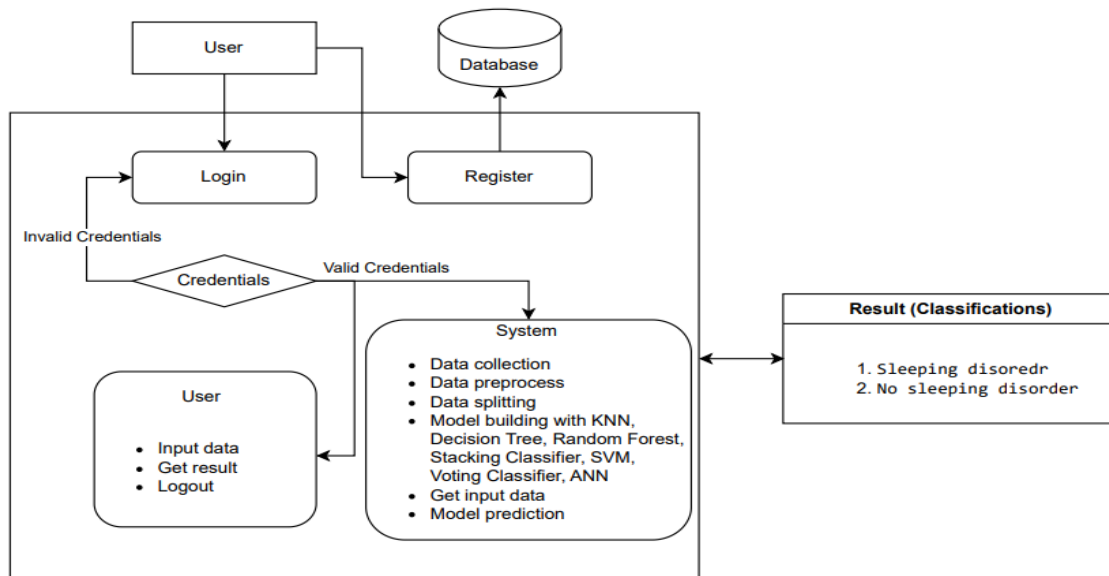 User
Database
Login
Register
Invalid Credentials
Credentials
Valid Credentials
System
• Data collection
• Data preprocess
• Data splitting
• Model building with KNN,
Decision Tree, Random Forest,
Stacking Classifier, SVM,
Voting Classifier, ANN
• Get input data
• Model prediction
User
• Input data
• Get result
• Logout
Result (Classifications)
1. Sleeping disoredr
2. No sleeping disorder